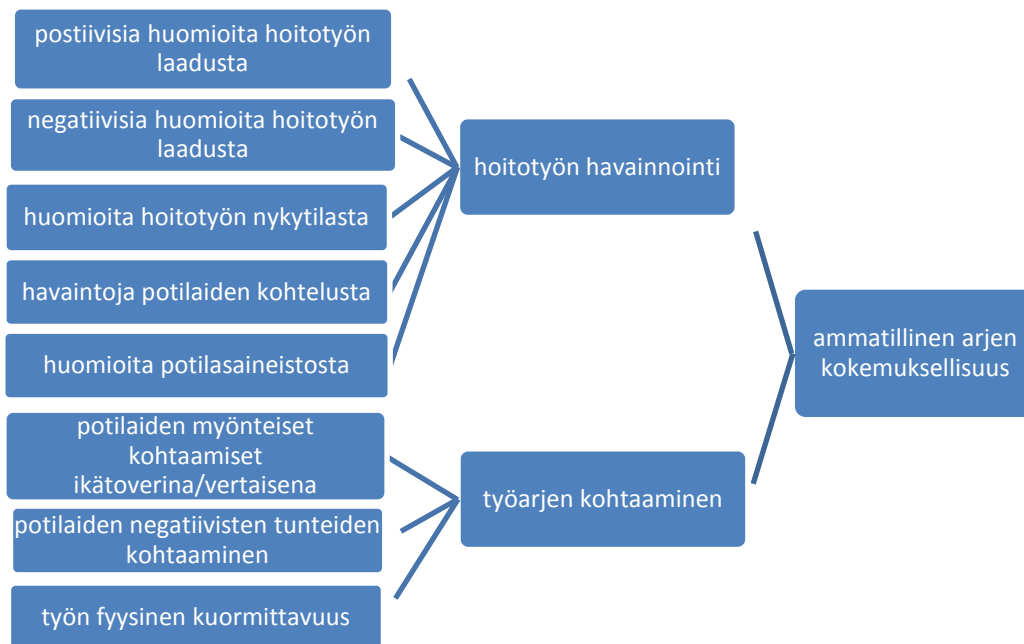 postiivisia huomioita hoitotyön
laadusta
negatiivisia huomioita hoitotyön
laadusta
huomioita hoitotyön nykytilasta
havaintoja potilaiden kohtelusta
huomioita potilasaineistosta
potilaiden myönteiset
kohtaamiset
ikätoverina/vertaisena
potilaiden negatiivisten tunteiden
kohtaaminen
työn fyysinen kuormittavuus
hoitotyön havainnointi
työarjen kohtaaminen
ammatillinen arjen
kokemuksellisuus